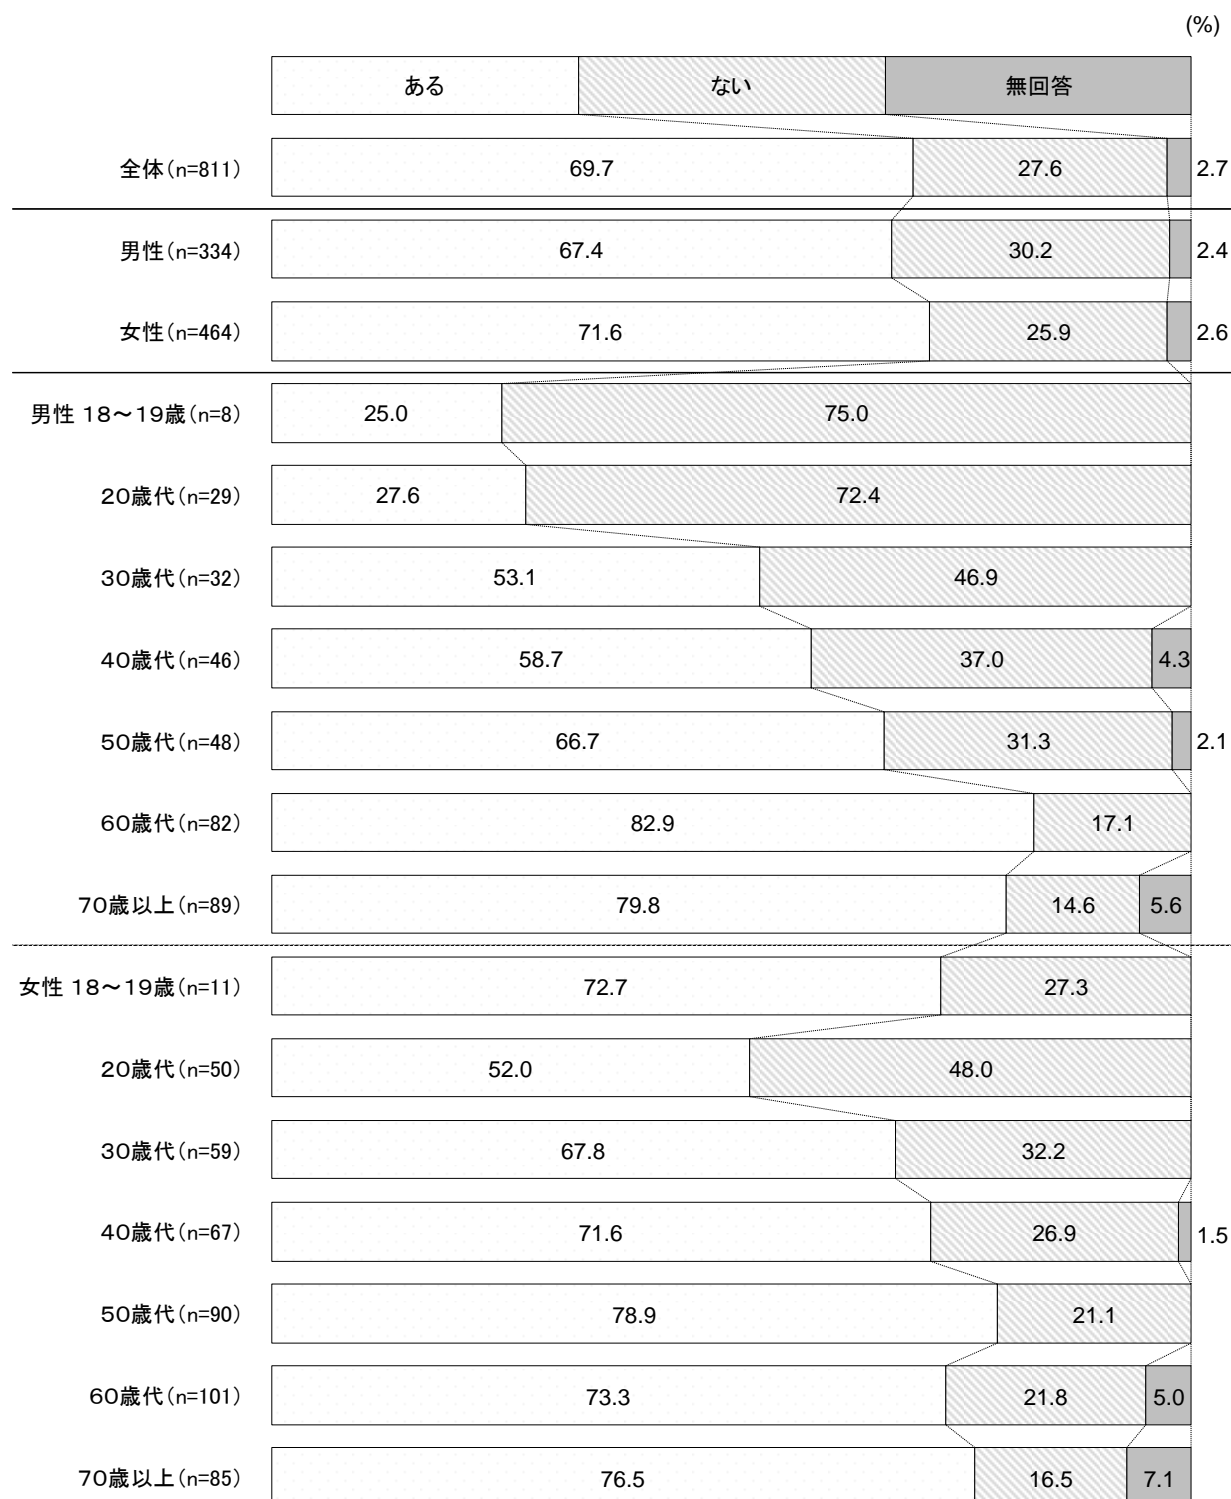 (%)
ある ない 無回答
全体(n=811) 69.7 27.6 2.7
男性(n=334) 67.4 30.2 2.4
女性(n=464) 71.6 25.9 2.6
男性 18～19歳(n=8) 25.0 75.0
20歳代(n=29) 27.6 72.4
30歳代(n=32) 53.1 46.9
40歳代(n=46) 58.7 37.0 4.3
50歳代(n=48) 66.7 31.3 2.1
60歳代(n=82) 82.9 17.1
70歳以上(n=89) 79.8 14.6 5.6
女性 18～19歳(n=11) 72.7 27.3
20歳代(n=50) 52.0 48.0
30歳代(n=59) 67.8 32.2
40歳代(n=67) 71.6 26.9 1.5
50歳代(n=90) 78.9 21.1
60歳代(n=101) 73.3 21.8 5.0
70歳以上(n=85) 76.5 16.5 7.1